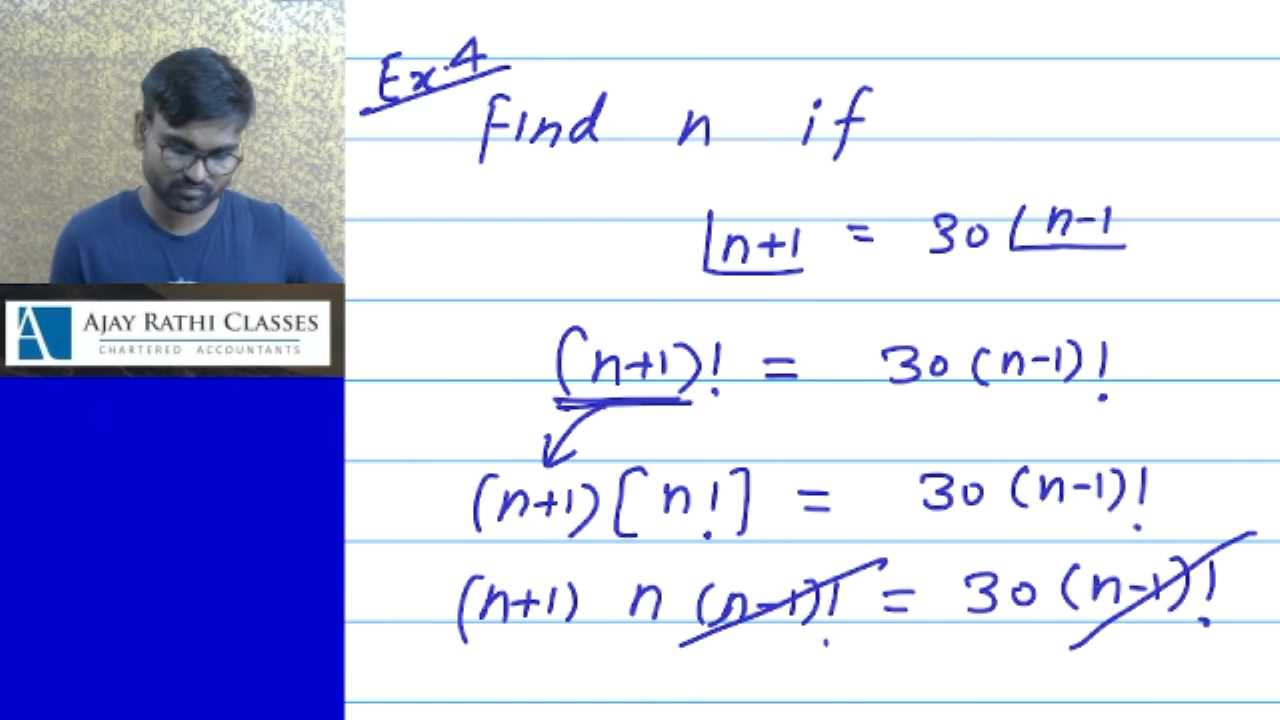 Ex.4
Find n if
|n+1 = 30 |n-1
(n+1)! = 30 (n-1)!
(n+1) [n!] = 30 (n-1)!
(n+1) n (n-1)! = 30 (n-1)!
A
AJAY RATHI CLASSES
CHARTERED ACCOUNTANTS